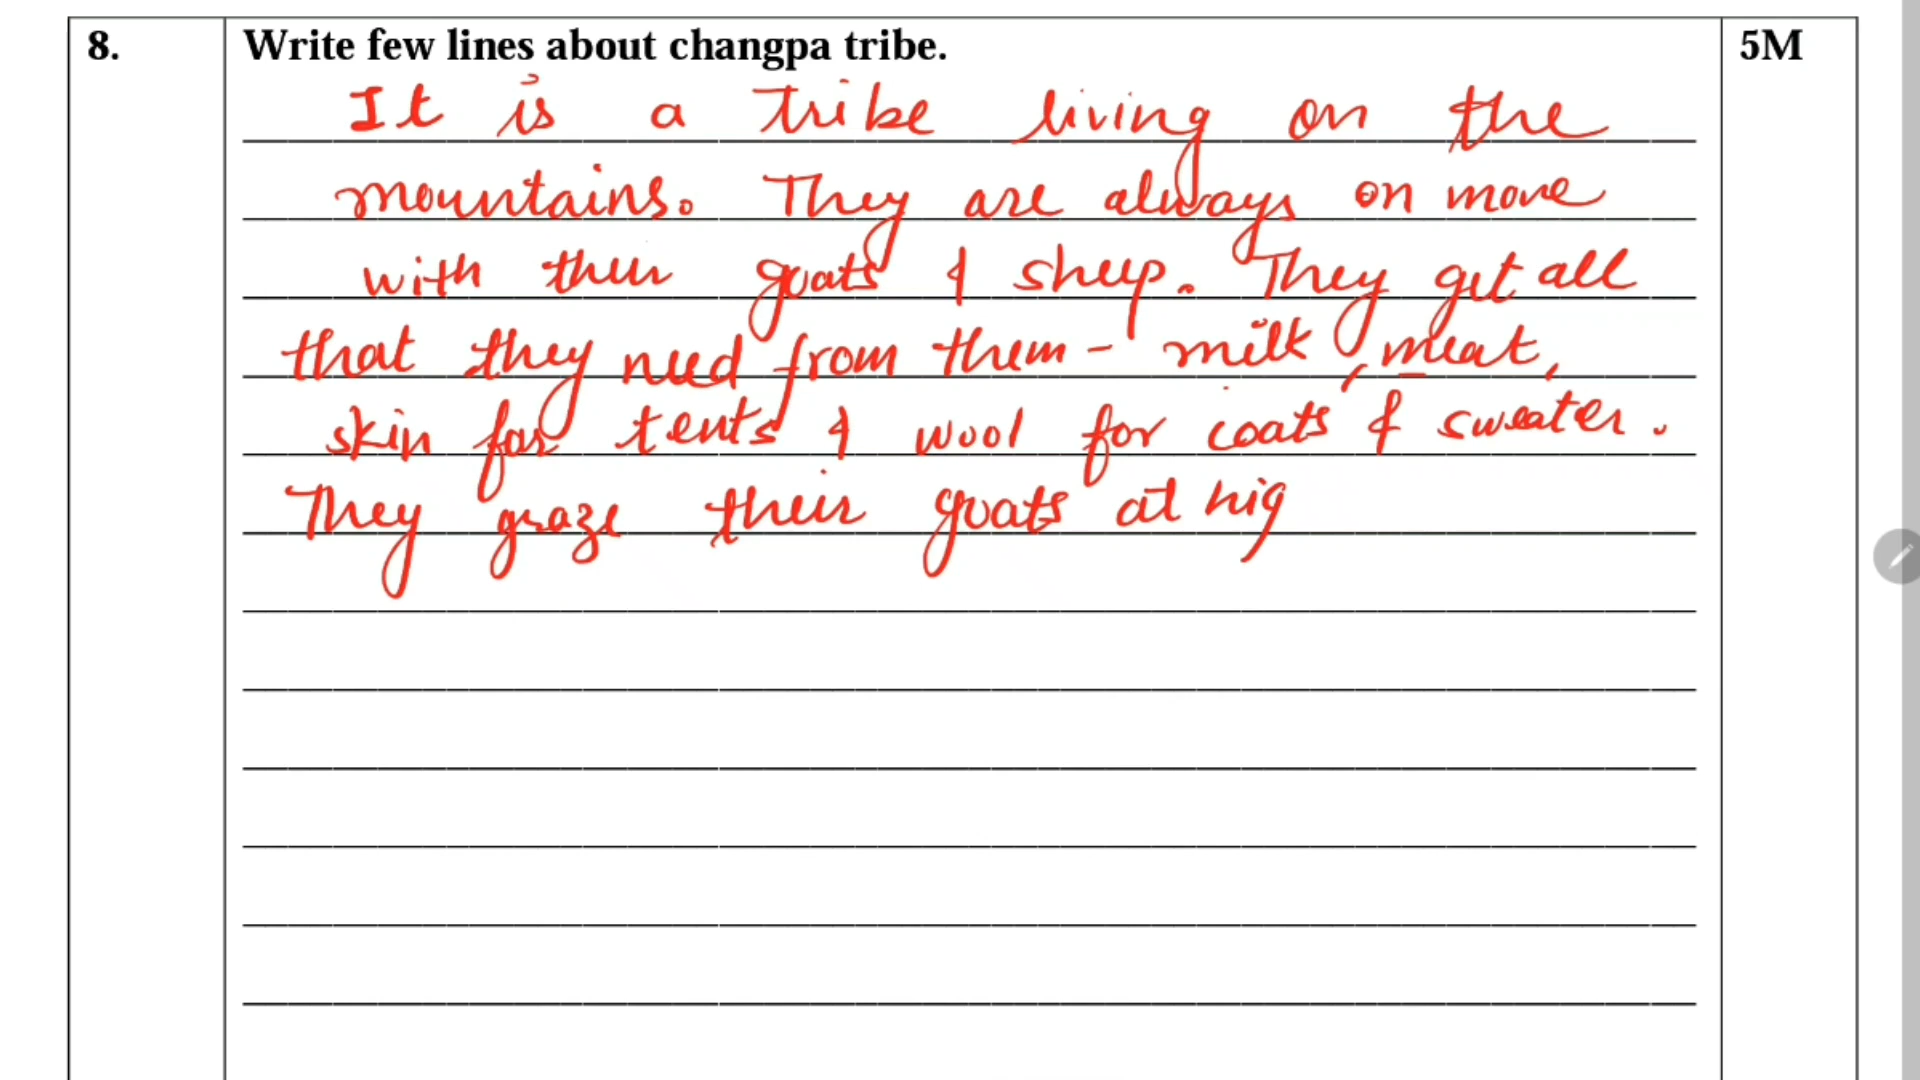 8. Write few lines about changpa tribe. 5M
It is a tribe living on the
mountains. They are always on move
with their goats & sheep. They get all
that they need from them - milk, meat,
skin for tents & wool for coats & sweater.
They graze their goats at hig